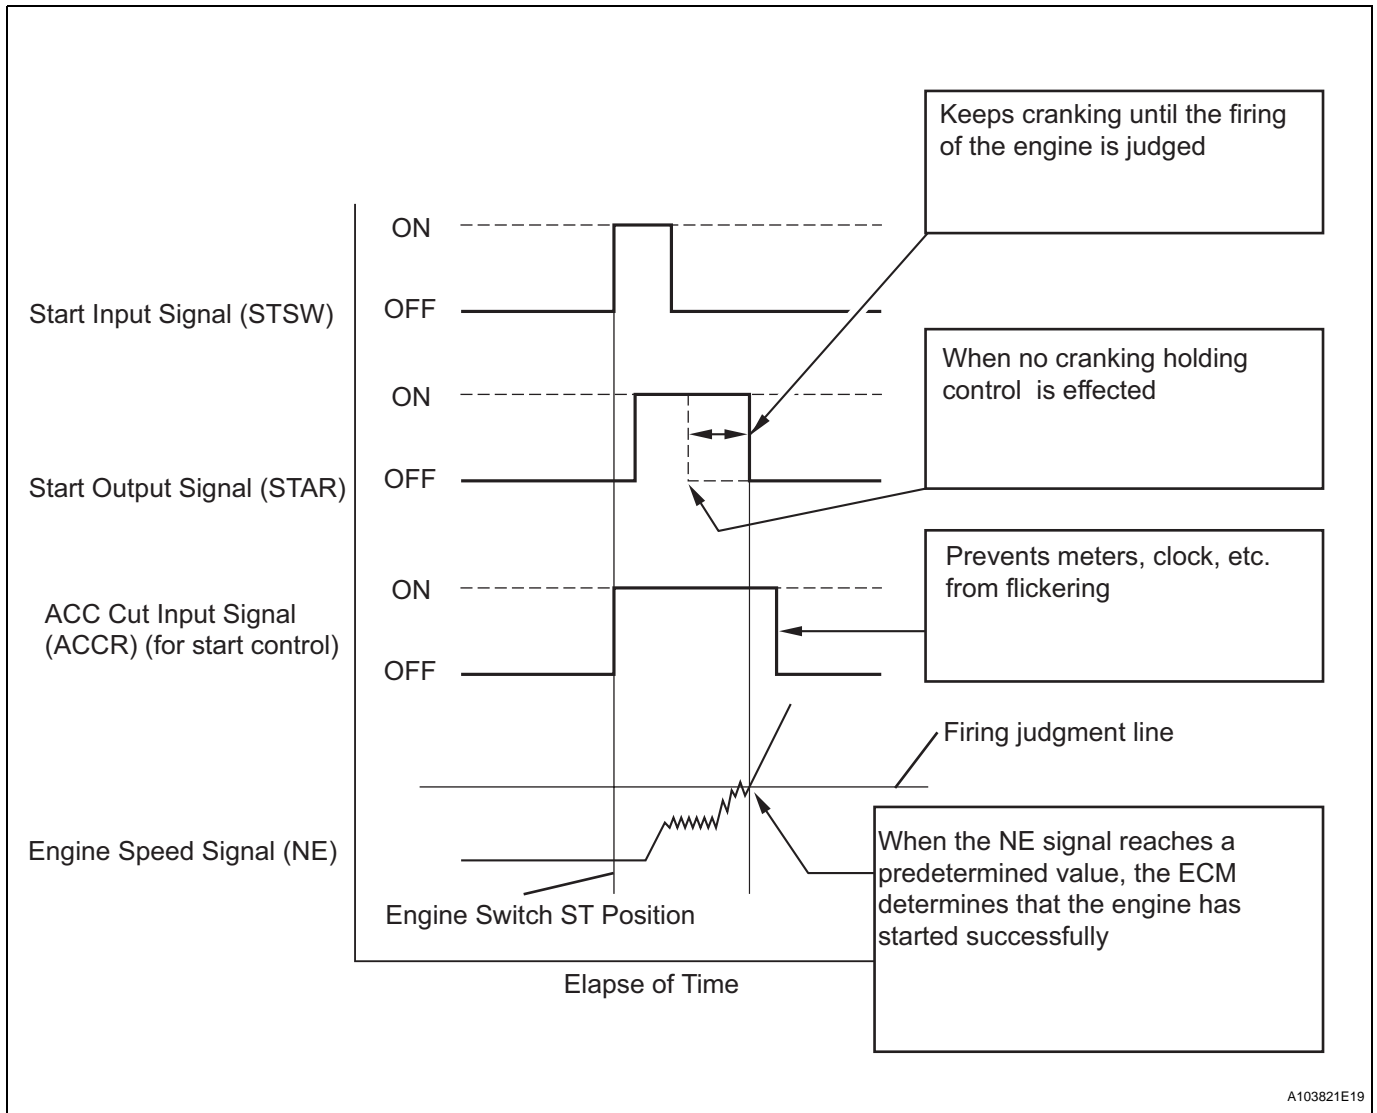 Keeps cranking until the firing
of the engine is judged
ON
Start Input Signal (STSW)
OFF
When no cranking holding
control is effected
ON
Start Output Signal (STAR)
OFF
Prevents meters, clock, etc.
from flickering
ON
ACC Cut Input Signal
(ACCR) (for start control)
OFF
Firing judgment line
Engine Speed Signal (NE)
When the NE signal reaches a
predetermined value, the ECM
determines that the engine has
started successfully
Engine Switch ST Position
Elapse of Time
A103821E19